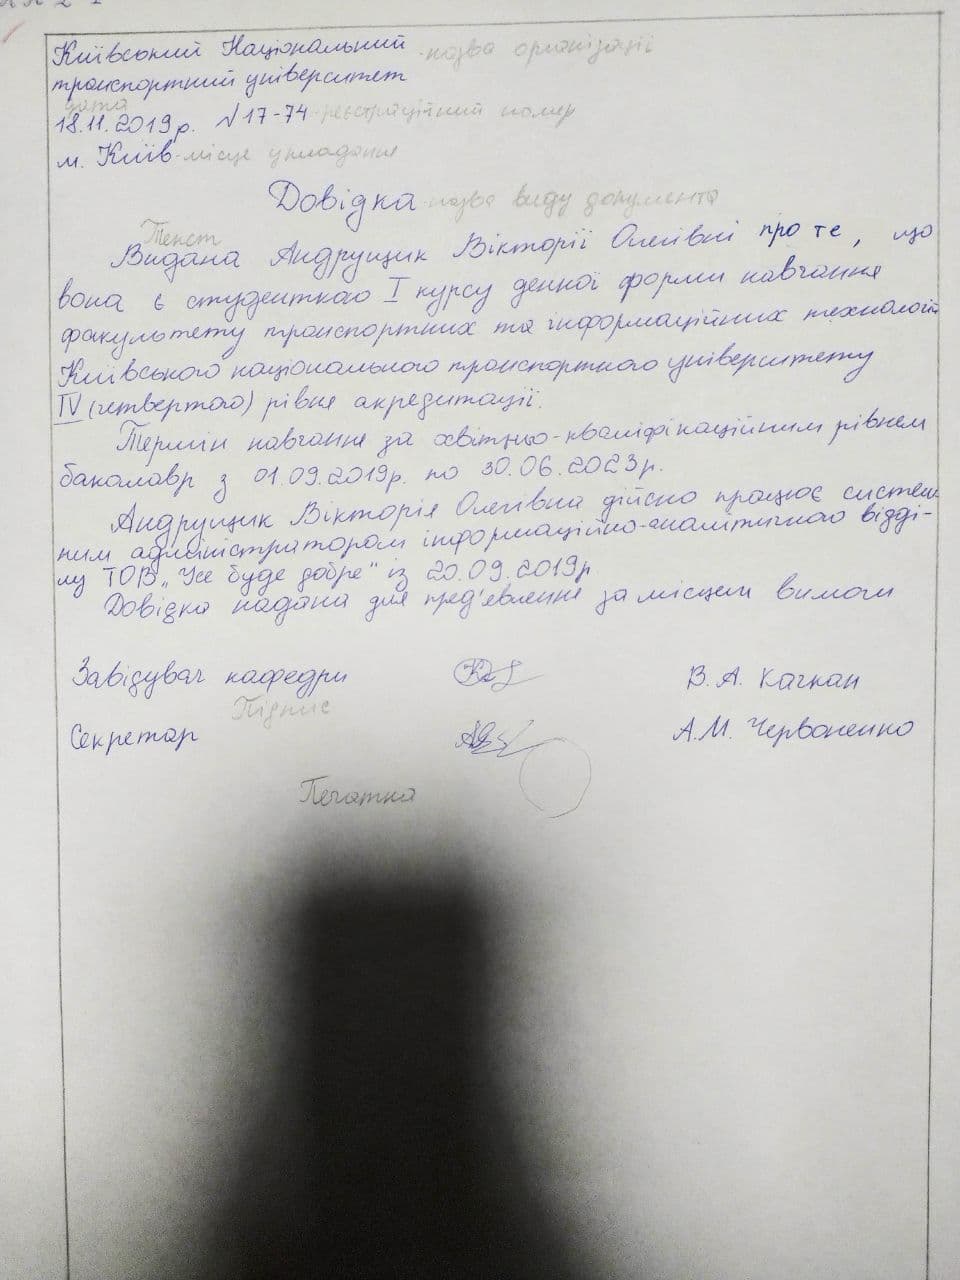 Київський Національний - назва організації
транспортний університет
дата
18.11.2019р. №17-74 - реєстраційний номер
м. Київ - місце укладання
Довідка - назва виду документа
Текст
Видана Андрущик Вікторії Олегівні про те, що
вона є студенткою I курсу денної форми навчання
факультету транспортних та інформаційних технологій
Київського національного транспортного університету
IV (четвертого) рівня акредитації.
Термін навчання за освітньо-кваліфікаційним рівнем
бакалавр з 01.09.2019р. по 30.06.2023р.
Андрущик Вікторія Олегівна дійсно працює систем-
ним адміністратором інформаційно-аналітичного відді-
лу ТОВ „Усе буде добре" із 20.09.2019р
Довідка надана для пред'явлення за місцем вимоги
Завідувач кафедри В. А. Качкан
Підпис
Секретар А.М. Червоненко
Печатка